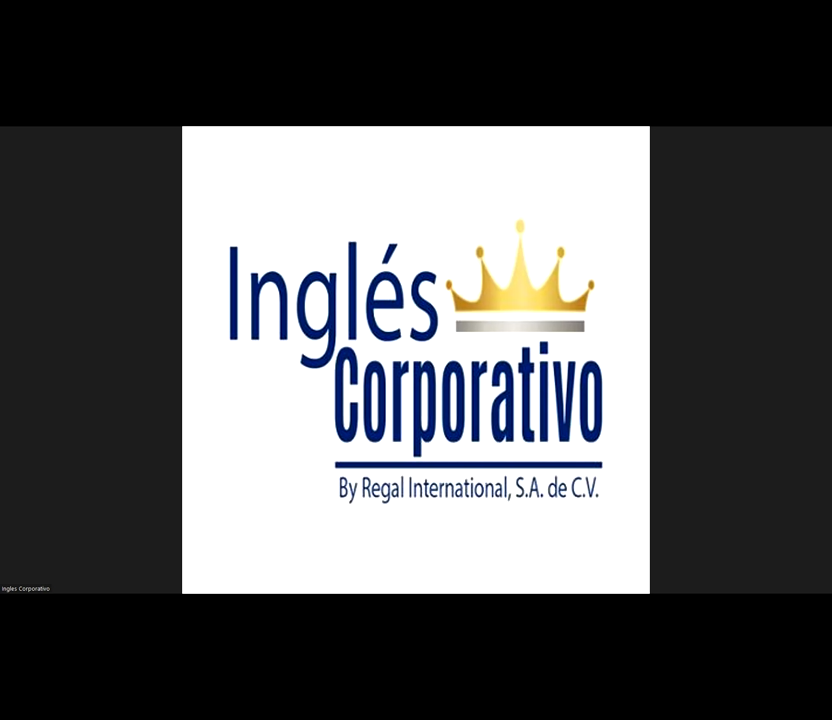 Inglés
Corporativo
By Regal International, S.A. de C.V.
Ingles Corporativo